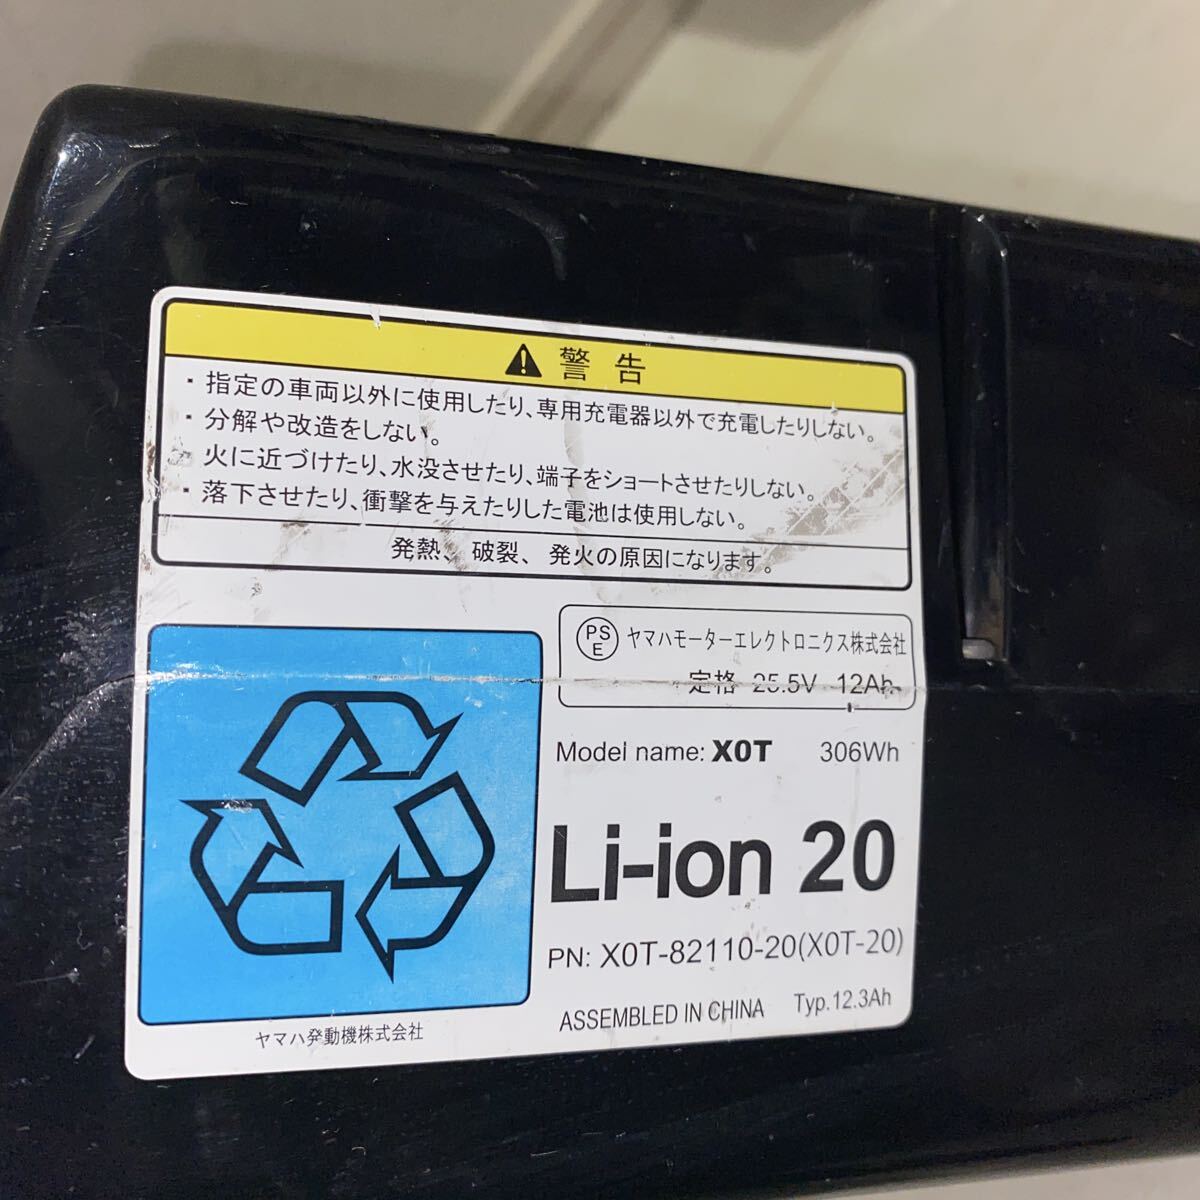 警告
・指定の車両以外に使用したり、専用充電器以外で充電したりしない。
・分解や改造をしない。
・火に近づけたり、水没させたり、端子をショートさせたりしない。
・落下させたり、衝撃を与えたりした電池は使用しない。
発熱、破裂、発火の原因になります。
PS
E
ヤマハモーターエレクトロニクス株式会社
定格 25.5V 12Ah
Model name: X0T 306Wh
Li-ion 20
PN: X0T-82110-20(X0T-20)
ASSEMBLED IN CHINA Typ.12.3Ah
ヤマハ発動機株式会社